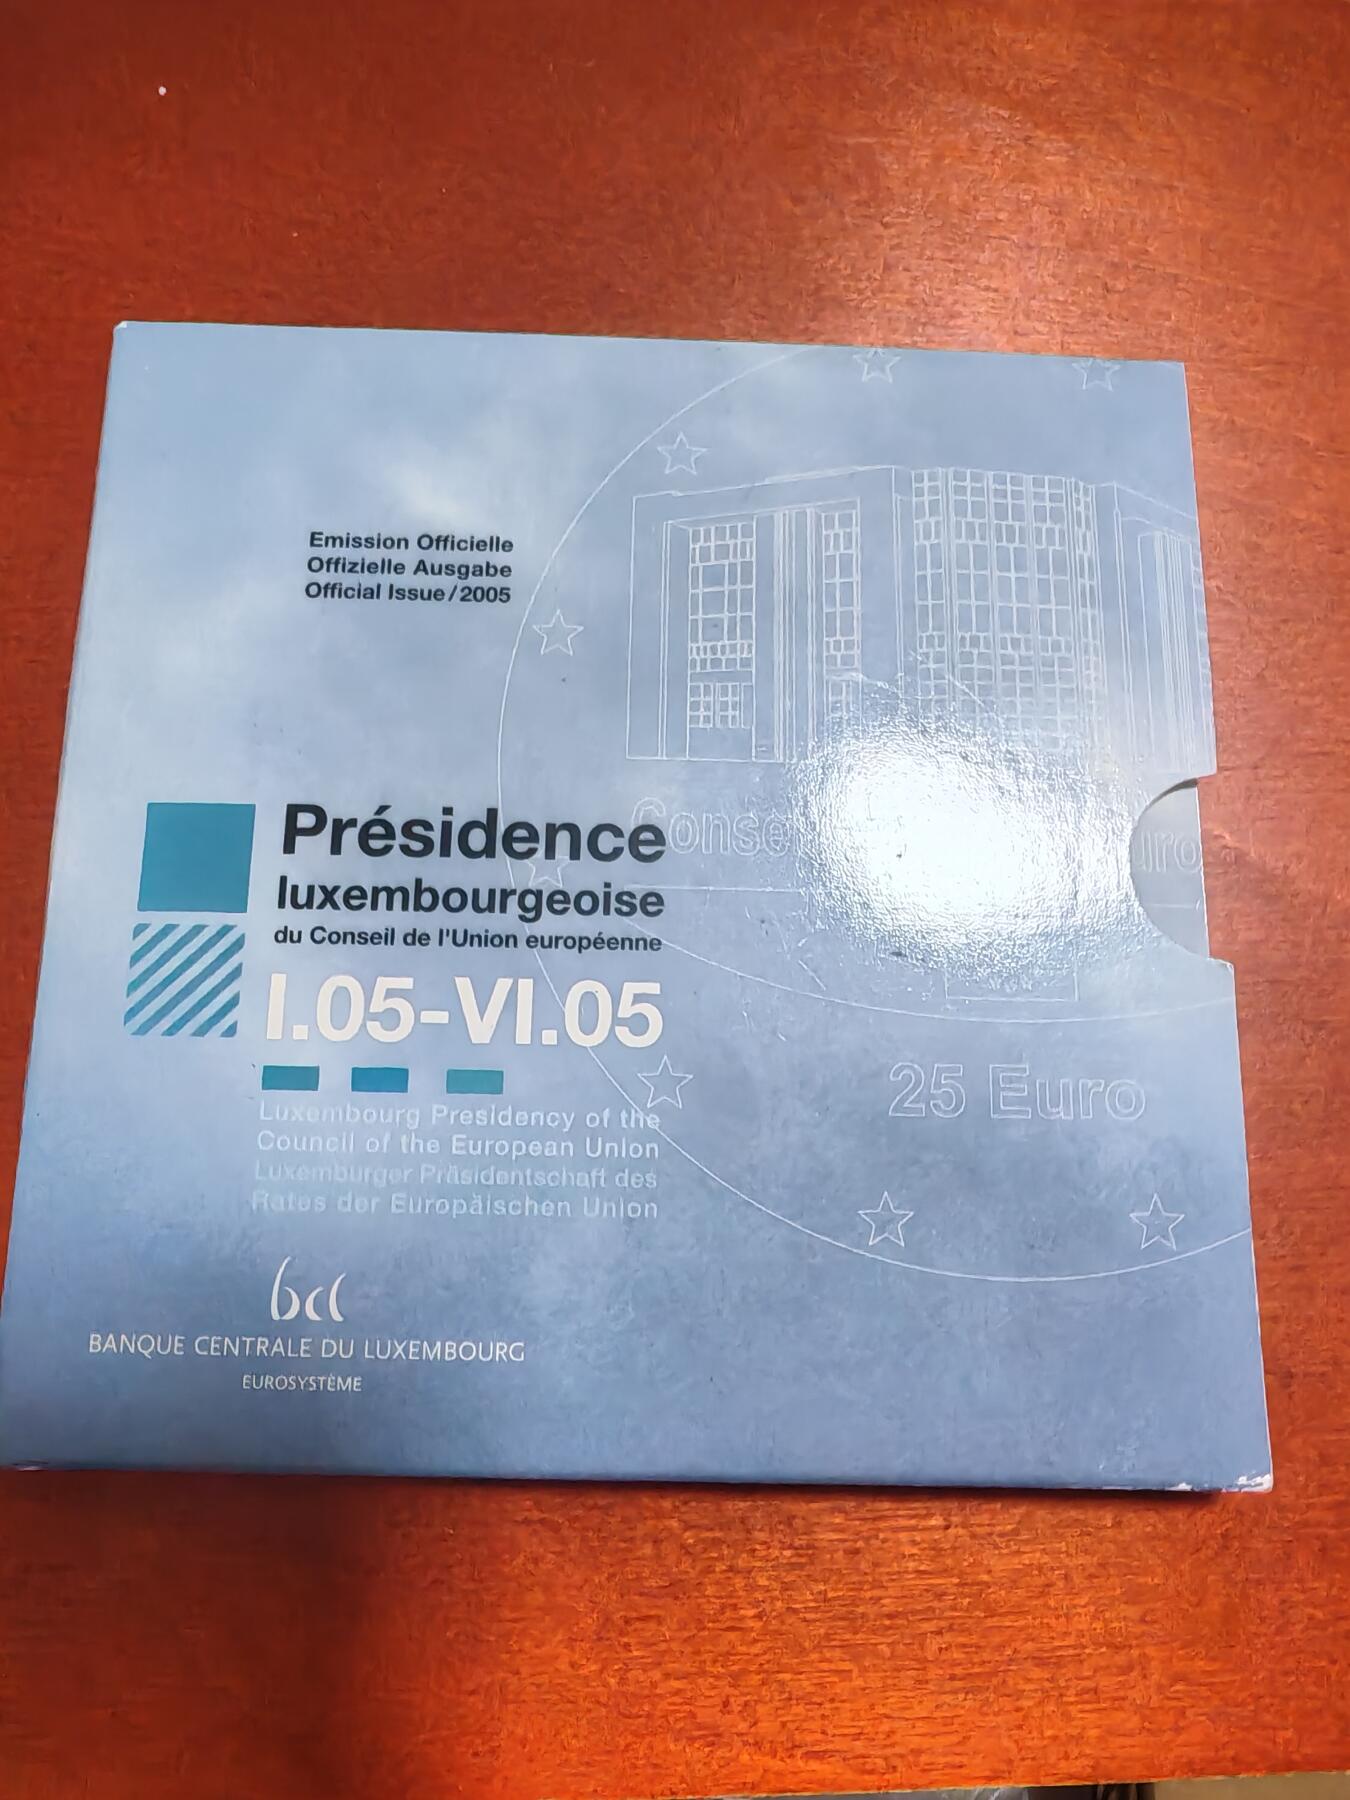 Emission Officielle
Offizielle Ausgabe
Official Issue/2005
Présidence
luxembourgeoise
du Conseil de l'Union européenne
I.05-VI.05
Luxembourg Presidency of the
Council of the European Union
Luxemburger Präsidentschaft des
Rates der Europäischen Union
25 Euro
bcl
BANQUE CENTRALE DU LUXEMBOURG
EUROSYSTÈME